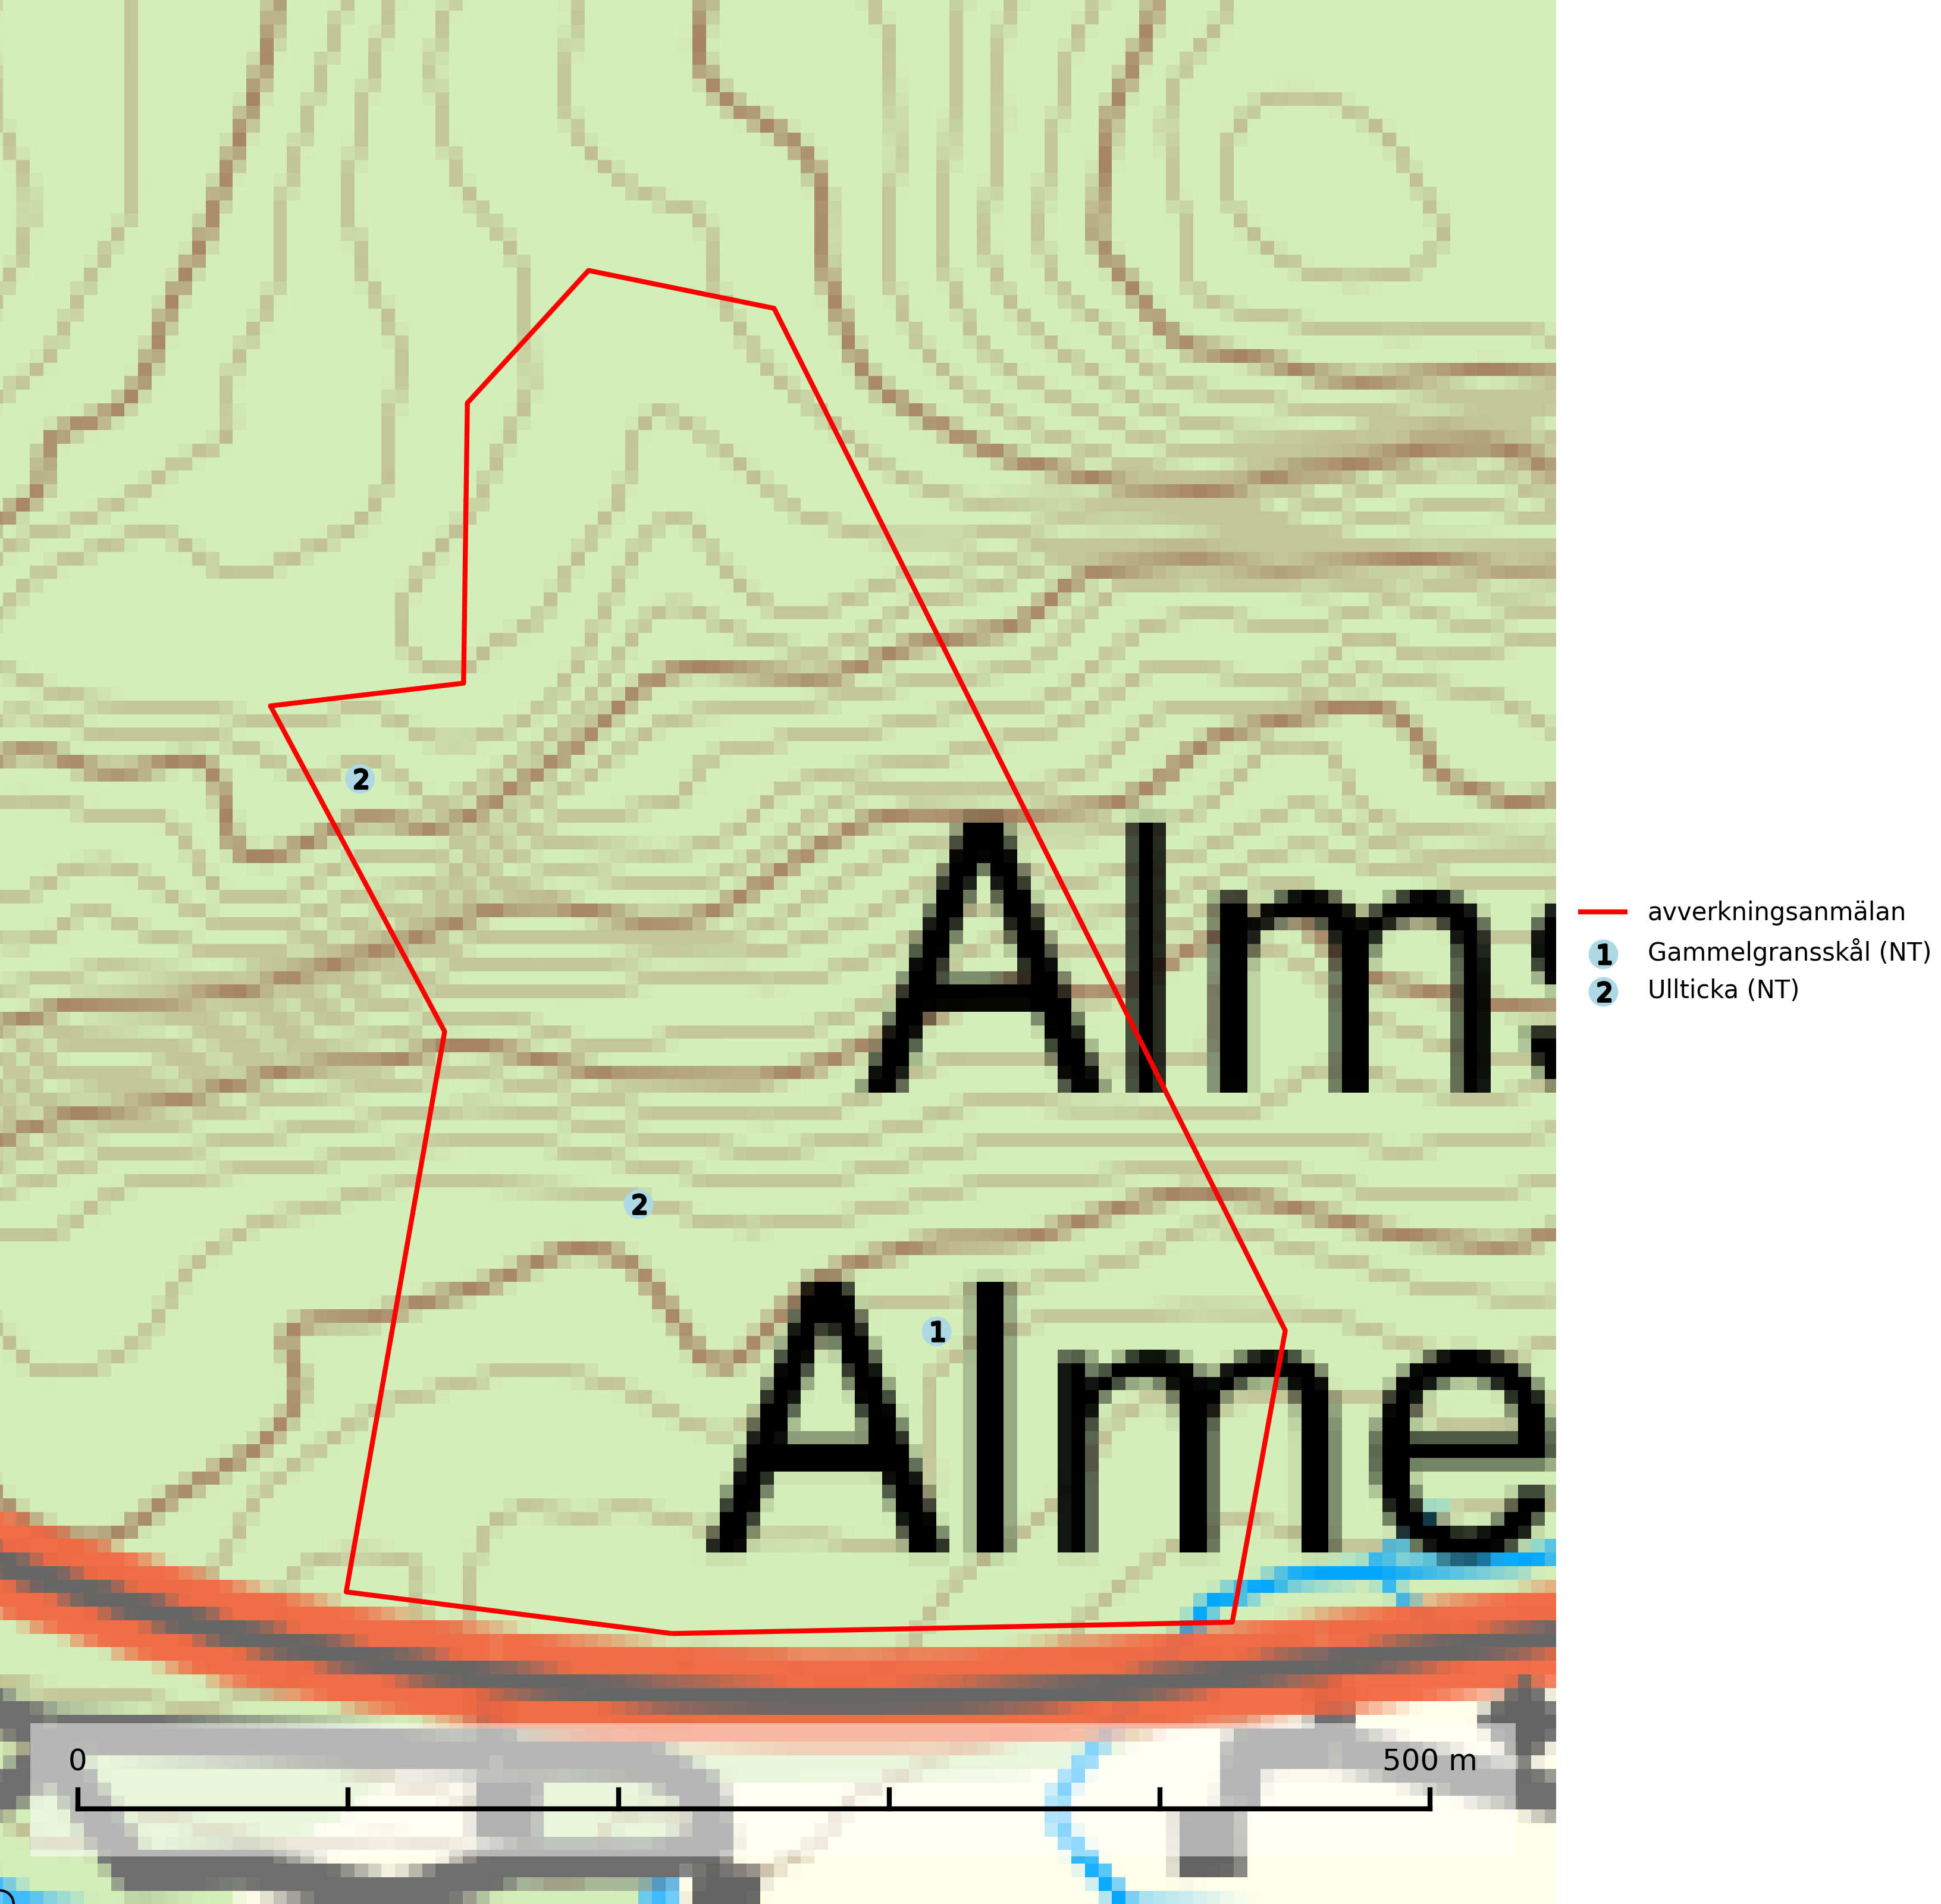 2
Alms
2
1
Alme
0 500 m
avverkningsanmälan
1 Gammelgransskål (NT)
2 Ullticka (NT)